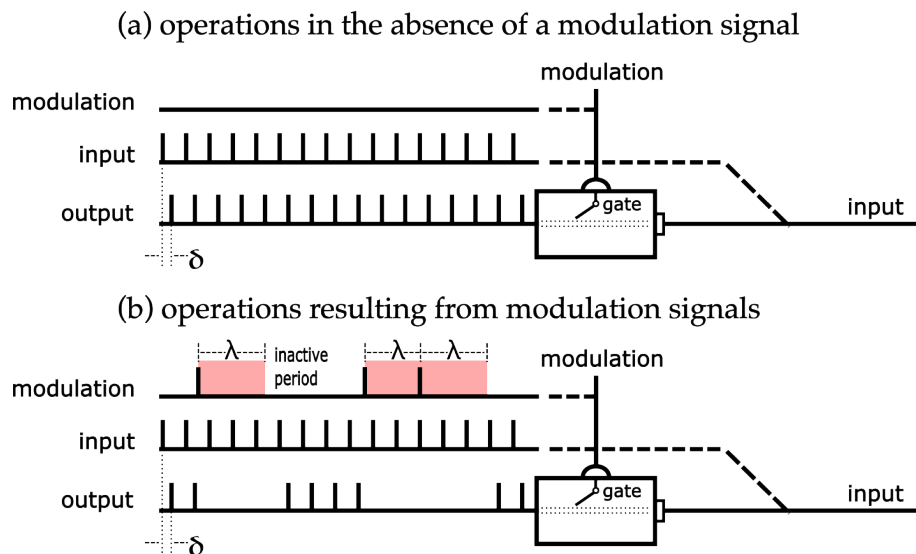 (a) operations in the absence of a modulation signal
modulation
modulation
input
output
gate
input
δ
(b) operations resulting from modulation signals
λ
inactive
period
λ
λ
modulation
modulation
input
output
gate
input
δ